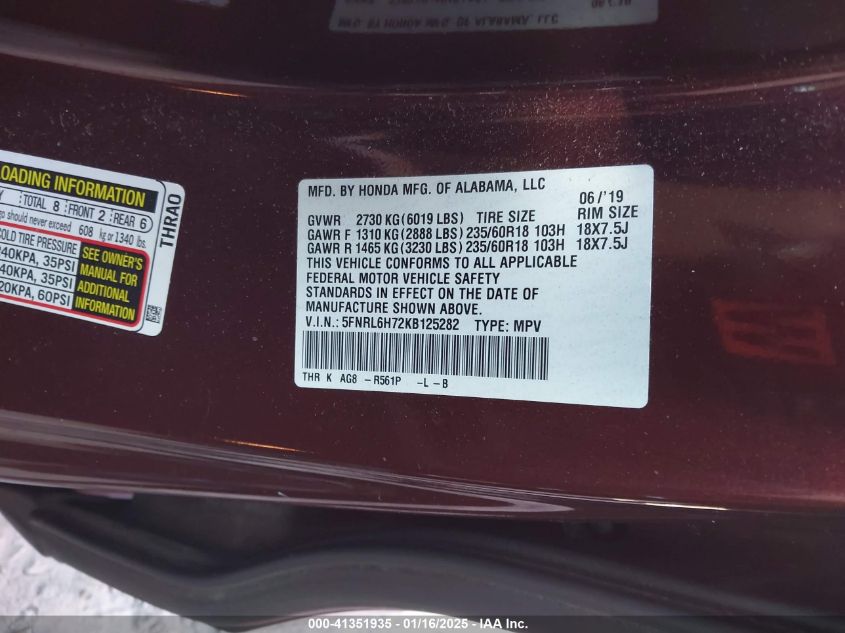 MFD. BY HONDA MFG. OF ALABAMA, LLC 06/'19
GVWR 2730 KG(6019 LBS) TIRE SIZE RIM SIZE
GAWR F 1310 KG(2888 LBS) 235/60R18 103H 18X7.5J
GAWR R 1465 KG(3230 LBS) 235/60R18 103H 18X7.5J
THIS VEHICLE CONFORMS TO ALL APPLICABLE
FEDERAL MOTOR VEHICLE SAFETY
STANDARDS IN EFFECT ON THE DATE OF
MANUFACTURE SHOWN ABOVE.
V.I.N.: 5FNRL6H72KB125282 TYPE: MPV
THR K AG8 -R561P -L-B
LOADING INFORMATION
TOTAL 8 FRONT 2 REAR 6
should never exceed 608 kg or 1340 lbs.
COLD TIRE PRESSURE
40KPA, 35PSI
40KPA, 35PSI
20KPA, 60PSI
SEE OWNER'S
MANUAL FOR
ADDITIONAL
INFORMATION
THRA0
000-41351935 - 01/16/2025 - IAAI.COM